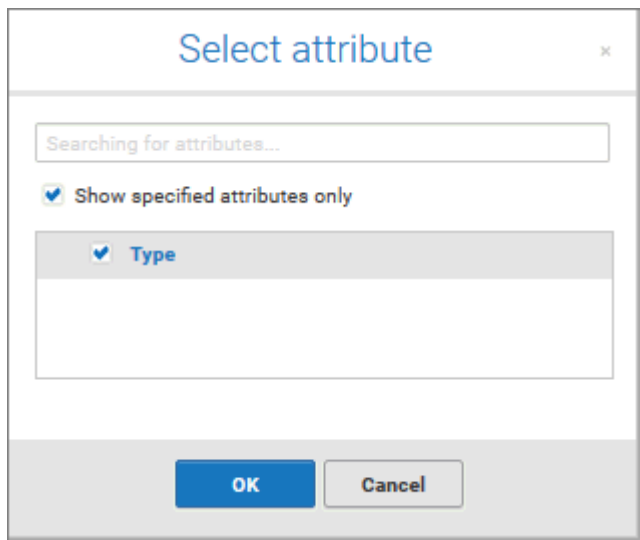 Select attribute
Searching for attributes...
Show specified attributes only
Type
OK
Cancel